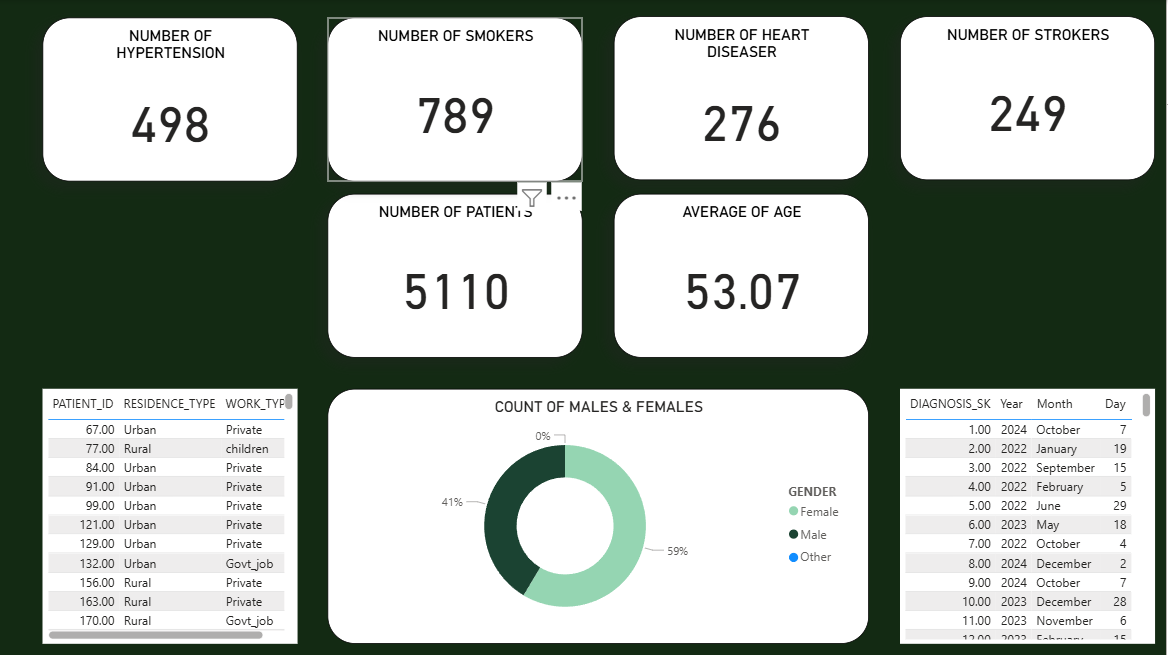 NUMBER OF
HYPERTENSION
498
NUMBER OF SMOKERS
789
NUMBER OF HEART
DISEASER
276
NUMBER OF STROKERS
249
NUMBER OF PATIENTS
5110
AVERAGE OF AGE
53.07
PATIENT_ID RESIDENCE_TYPE WORK_TYP
67.00 Urban Private
77.00 Rural children
84.00 Urban Private
91.00 Urban Private
99.00 Urban Private
121.00 Urban Private
129.00 Urban Private
132.00 Urban Govt_job
156.00 Rural Private
163.00 Rural Private
170.00 Rural Govt_job
COUNT OF MALES & FEMALES
0%
41%
59%
GENDER
Female
Male
Other
DIAGNOSIS_SK Year Month Day
1.00 2024 October 7
2.00 2022 January 19
3.00 2022 September 15
4.00 2022 February 5
5.00 2022 June 29
6.00 2023 May 18
7.00 2022 October 4
8.00 2024 December 2
9.00 2024 October 7
10.00 2023 December 28
11.00 2023 November 6
12.00 2023 February 15